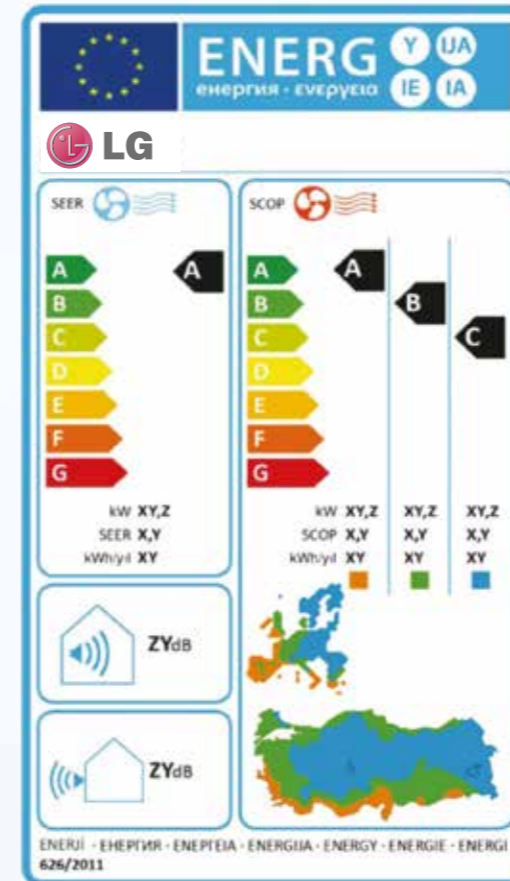 ENERG Y IJA
енергия · ενεργεια IE IA
LG
SEER
A
B
C
D
E
F
G
A
kW XY,Z
SEER X,Y
kWh/yıl XY
SCOP
A
B
C
D
E
F
G
A
B
C
kW XY,Z XY,Z XY,Z
SCOP X,Y X,Y X,Y
kWh/yıl XY XY XY
ZYdB
ZYdB
ENERJİ · ЕНЕРГИЯ · ΕΝΕΡΓΕΙΑ · ENERGIJA · ENERGY · ENERGIE · ENERGI
626/2011